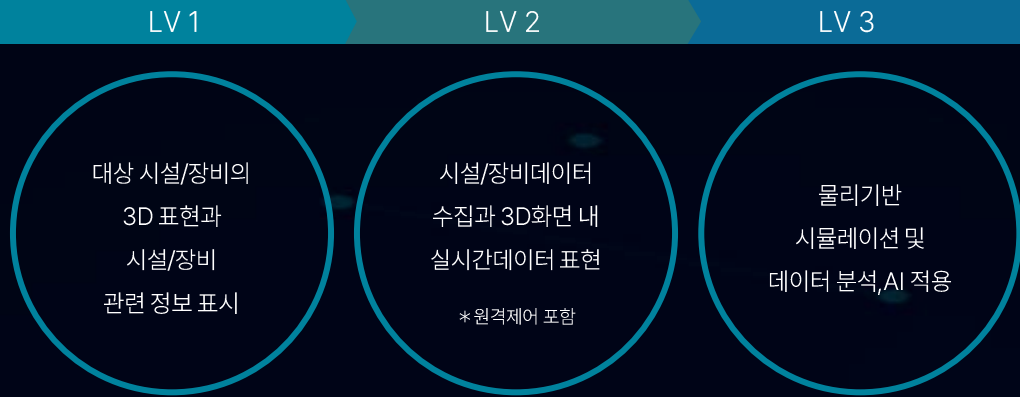 LV 1
LV 2
LV 3
대상 시설/장비의
3D 표현과
시설/장비
관련 정보 표시
시설/장비데이터
수집과 3D화면 내
실시간데이터 표현
*원격제어 포함
물리기반
시뮬레이션 및
데이터 분석,AI 적용